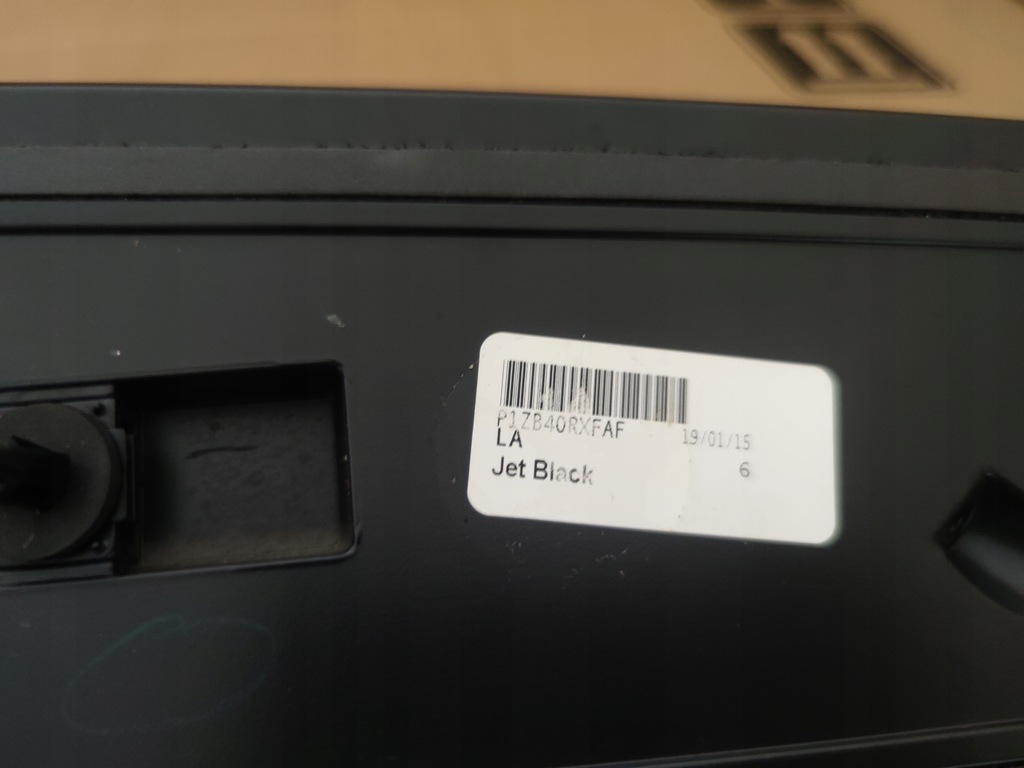 P1ZB40RXFAF 19/01/15
LA
Jet Black 6